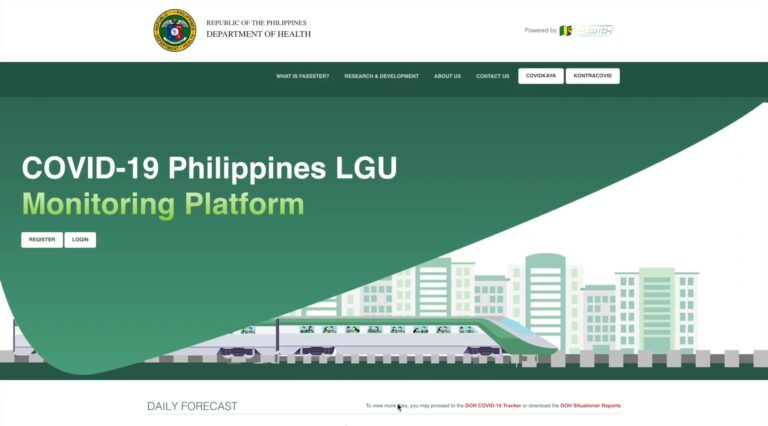 REPUBLIC OF THE PHILIPPINES
DEPARTMENT OF HEALTH
Powered by
WHAT IS FASSSTER?
RESEARCH & DEVELOPMENT
ABOUT US
CONTACT US
COVIDKAYA
KONTRACOVID
COVID-19 Philippines LGU
Monitoring Platform
REGISTER
LOGIN
DAILY FORECAST
To view more data, you may proceed to the DOH COVID-19 Tracker or download the DOH Situationer Reports